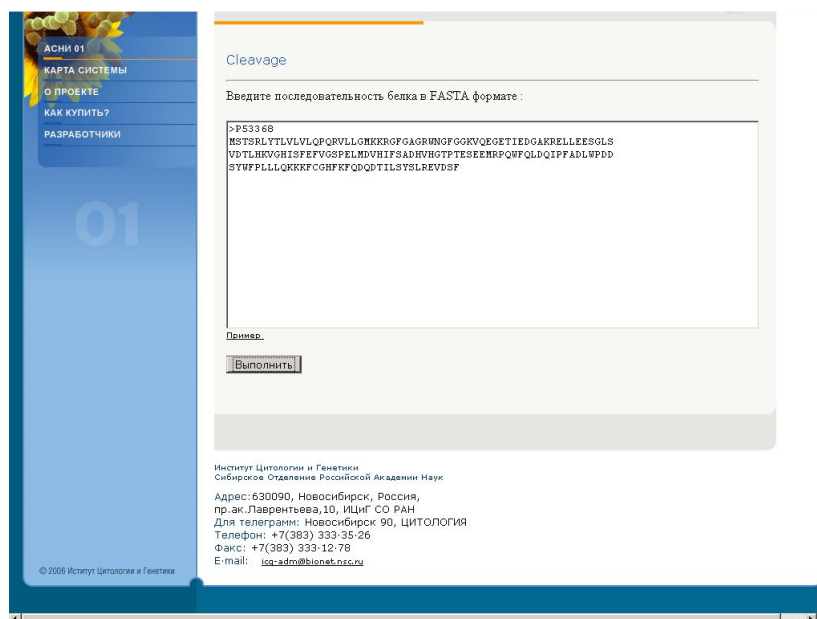 АСНИ 01
КАРТА СИСТЕМЫ
О ПРОЕКТЕ
КАК КУПИТЬ?
РАЗРАБОТЧИКИ
01
Cleavage
Введите последовательность белка в FASTA формате :
>P53368
MSTSRLYTLVLVLQPQRVLLGMKKRGFGAGRWNGFGGKVQEGETIEDGAKRELLEESGLS
VDTLHKVGHISFEFVGSPELMDVHIFSADHVHGTPTESEEMRPQWFQLDQIPFADLWPDD
SYWFPLLLQKKKFCGHFKFQDQDTILSYSLREVDSF
Пример
Выполнить
Институт Цитологии и Генетики
Сибирское Отделение Российской Академии Наук
Адрес:630090, Новосибирск, Россия,
пр.ак.Лаврентьева,10, ИЦиГ СО РАН
Для телеграмм: Новосибирск 90, ЦИТОЛОГИЯ
Телефон: +7(383) 333-35-26
Факс: +7(383) 333-12-78
E-mail: icg-adm@bionet.nsc.ru
© 2006 Иститут Цитологии и Генетики